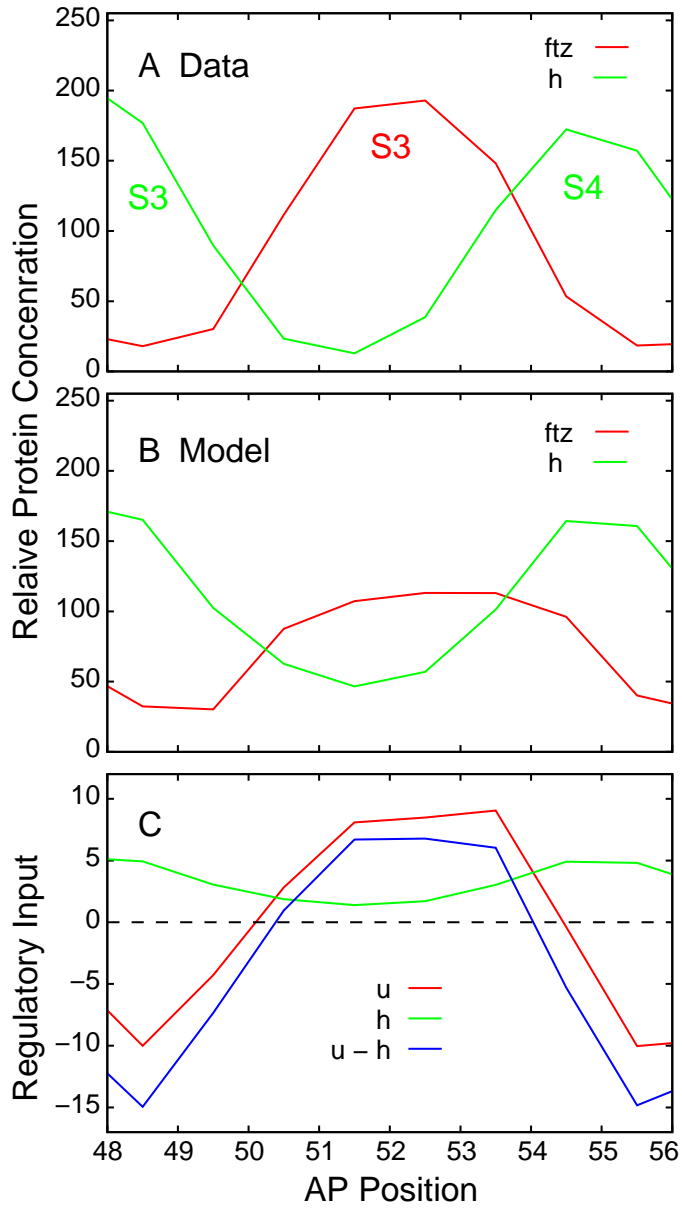 Relaive Protein Concenration
250
200
150
100
50
0
A Data
ftz
h
S3
S3
S4
250
200
150
100
50
0
B Model
ftz
h
Regulatory Input
10
5
0
−5
−10
−15
C
u
h
u − h
48 49 50 51 52 53 54 55 56
AP Position